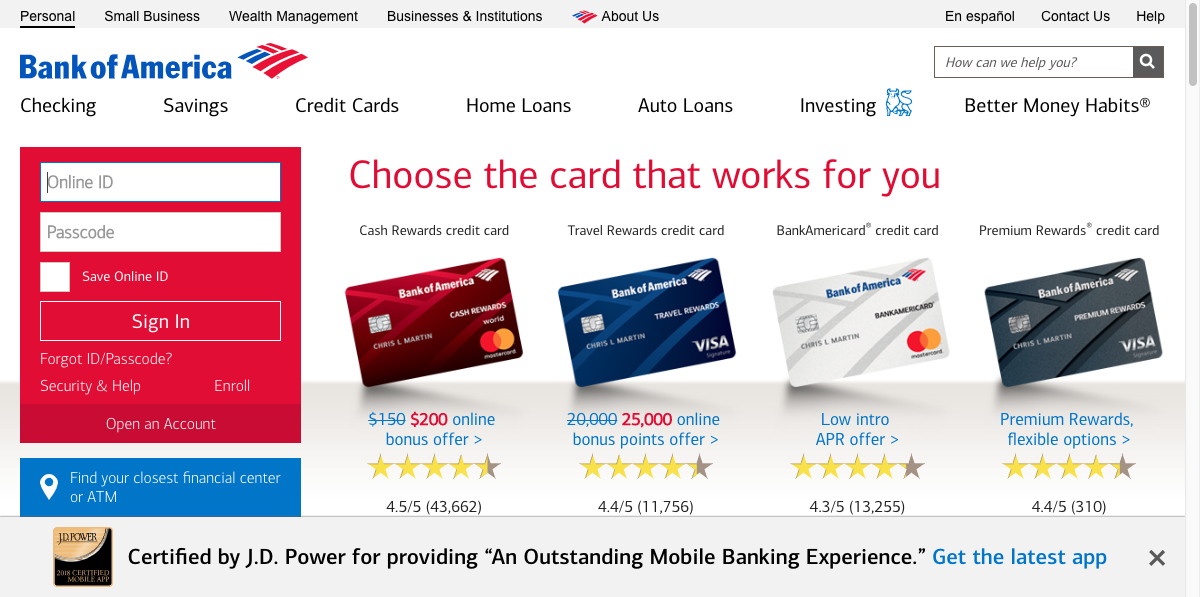 Personal Small Business Wealth Management Businesses & Institutions About Us En español Contact Us Help
Bank of America
How can we help you?
Checking Savings Credit Cards Home Loans Auto Loans Investing Better Money Habits®
Online ID
Passcode
Save Online ID
Sign In
Forgot ID/Passcode?
Security & Help Enroll
Open an Account
Find your closest financial center
or ATM
Choose the card that works for you
Cash Rewards credit card
Bank of America
CASH REWARDS
world
CHRIS L MARTIN
mastercard
$150 $200 online
bonus offer >
4.5/5 (43,662)
Travel Rewards credit card
Bank of America
TRAVEL REWARDS
CHRIS L MARTIN
VISA
Signature
20,000 25,000 online
bonus points offer >
4.4/5 (11,756)
BankAmericard® credit card
Bank of America
BANKAMERICARD
CHRIS L MARTIN
mastercard
Low intro
APR offer >
4.3/5 (13,255)
Premium Rewards® credit card
Bank of America
PREMIUM REWARDS
CHRIS L MARTIN
VISA
Signature
Premium Rewards,
flexible options >
4.4/5 (310)
J.D. POWER
2018 CERTIFIED
MOBILE APP
Certified by J.D. Power for providing “An Outstanding Mobile Banking Experience.” Get the latest app